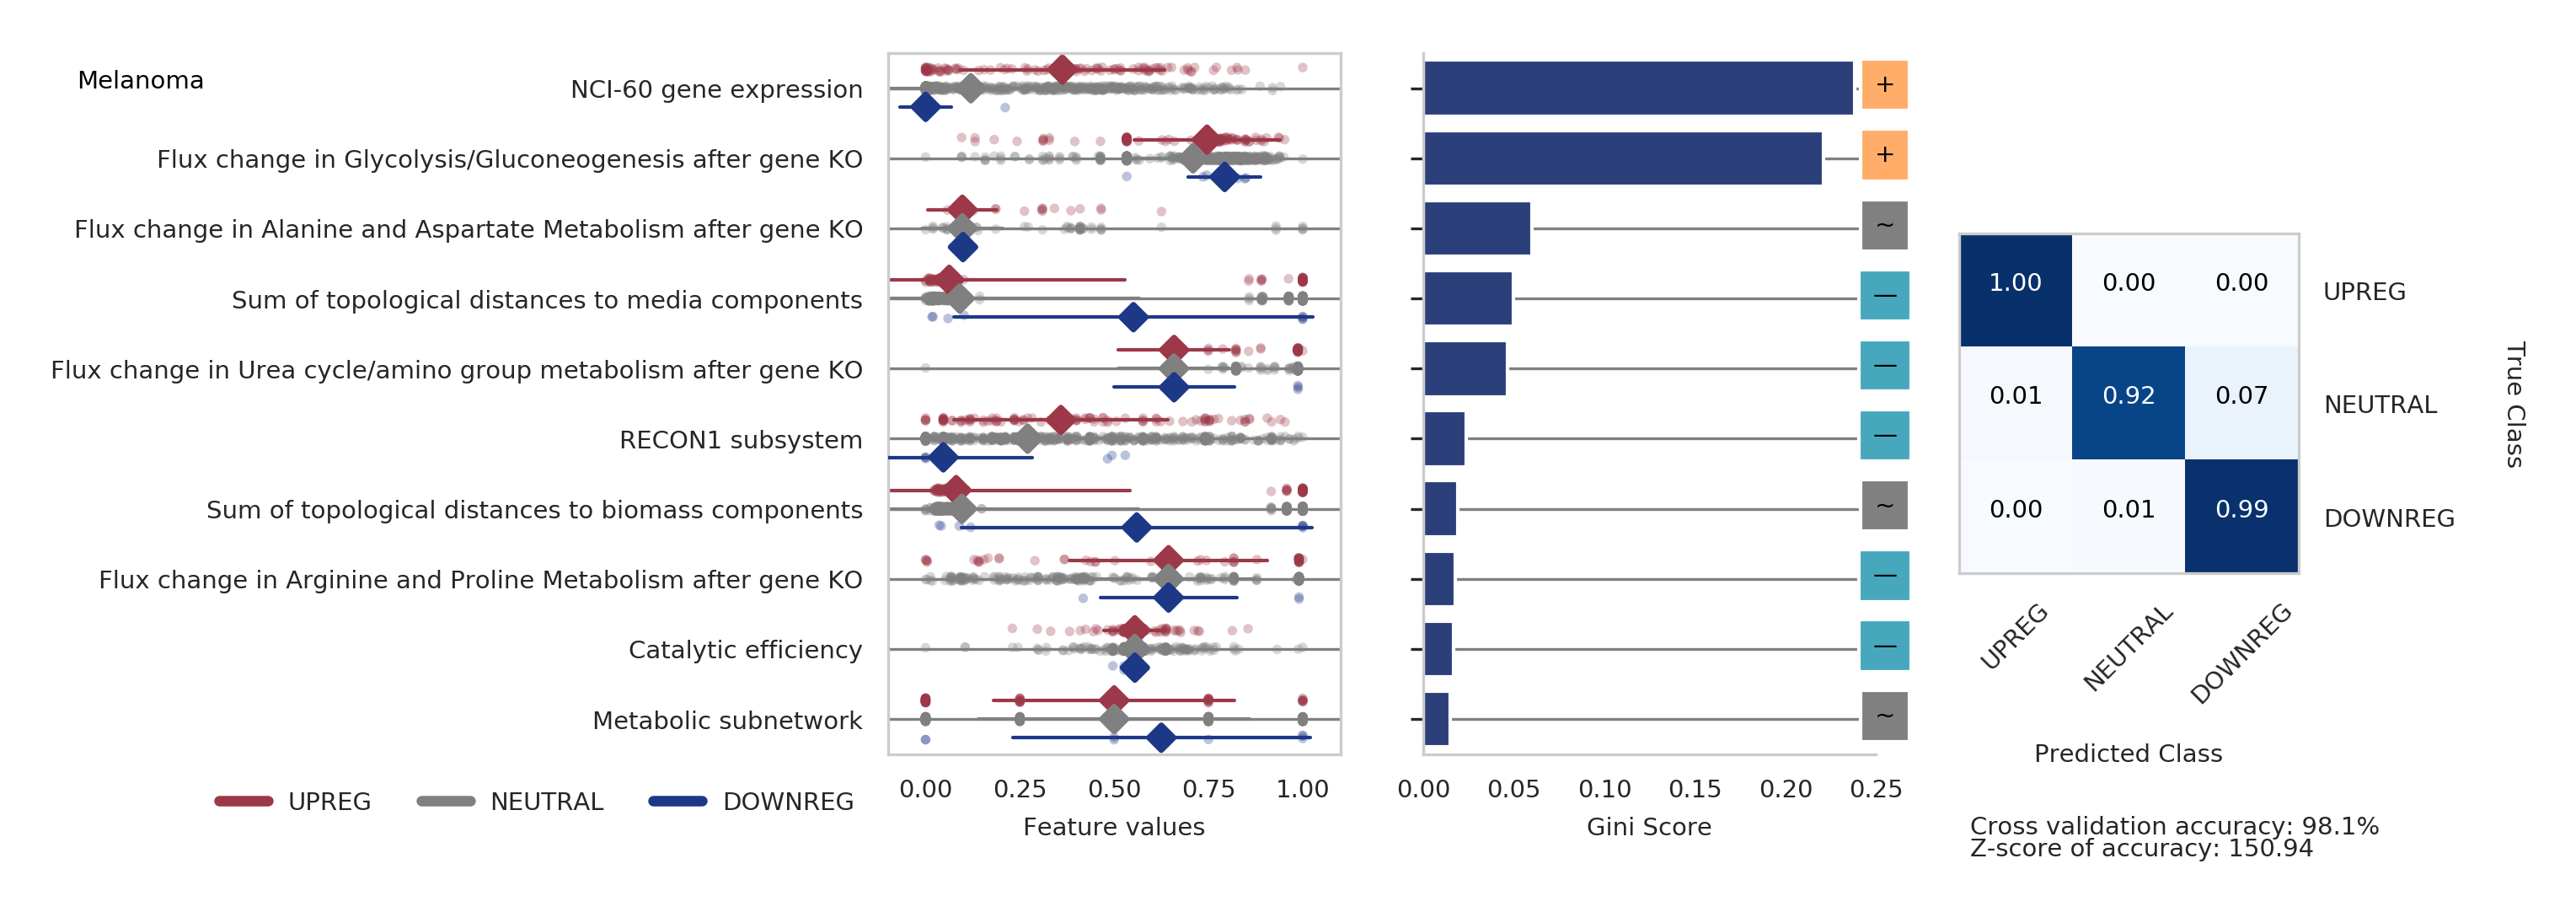 Melanoma
NCI-60 gene expression
Flux change in Glycolysis/Gluconeogenesis after gene KO
Flux change in Alanine and Aspartate Metabolism after gene KO
Sum of topological distances to media components
Flux change in Urea cycle/amino group metabolism after gene KO
RECON1 subsystem
Sum of topological distances to biomass components
Flux change in Arginine and Proline Metabolism after gene KO
Catalytic efficiency
Metabolic subnetwork
UPREG NEUTRAL DOWNREG
0.00 0.25 0.50 0.75 1.00
Feature values
+
+
~
—
—
—
~
—
—
~
0.00 0.05 0.10 0.15 0.20 0.25
Gini Score
1.00 0.00 0.00 UPREG
0.01 0.92 0.07 NEUTRAL
0.00 0.01 0.99 DOWNREG
True Class
UPREG NEUTRAL DOWNREG
Predicted Class
Cross validation accuracy: 98.1%
Z-score of accuracy: 150.94